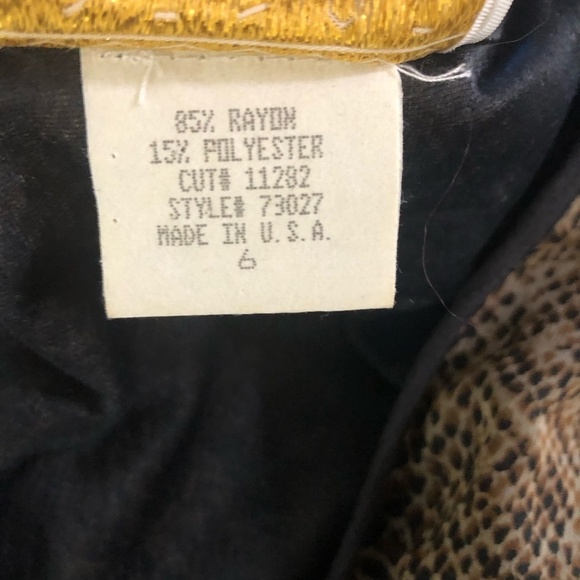 85% RAYON
15% POLYESTER
CUT# 11282
STYLE# 73027
MADE IN U.S.A.
6